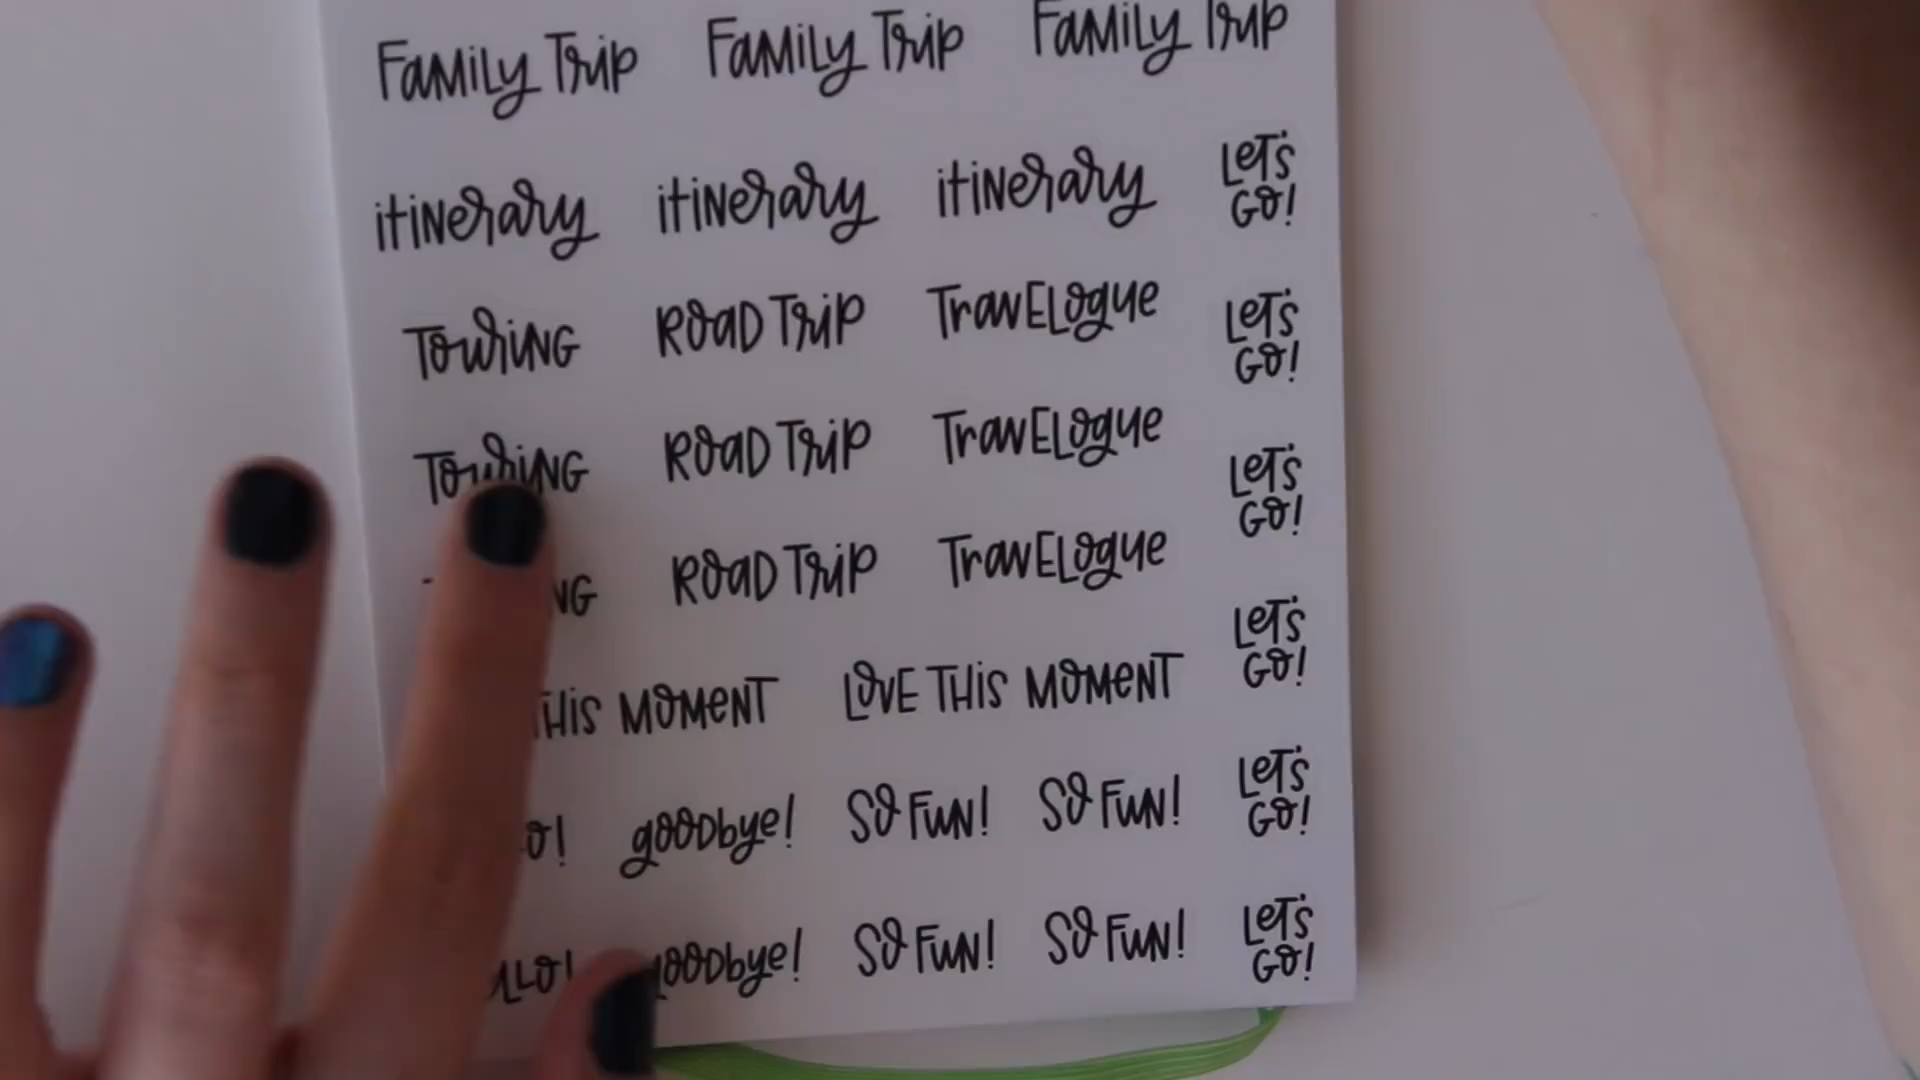 Family Trip Family Trip Family Trip
itinerary itinerary itinerary LET'S GO!
TOURING ROAD TRIP TRAVELOGUE LET'S GO!
TOURING ROAD TRIP TRAVELOGUE LET'S GO!
ROAD TRIP TRAVELOGUE LET'S GO!
THIS MOMENT LOVE THIS MOMENT
goodbye! SO FUN! SO FUN! LET'S GO!
goodbye! SO FUN! SO FUN! LET'S GO!